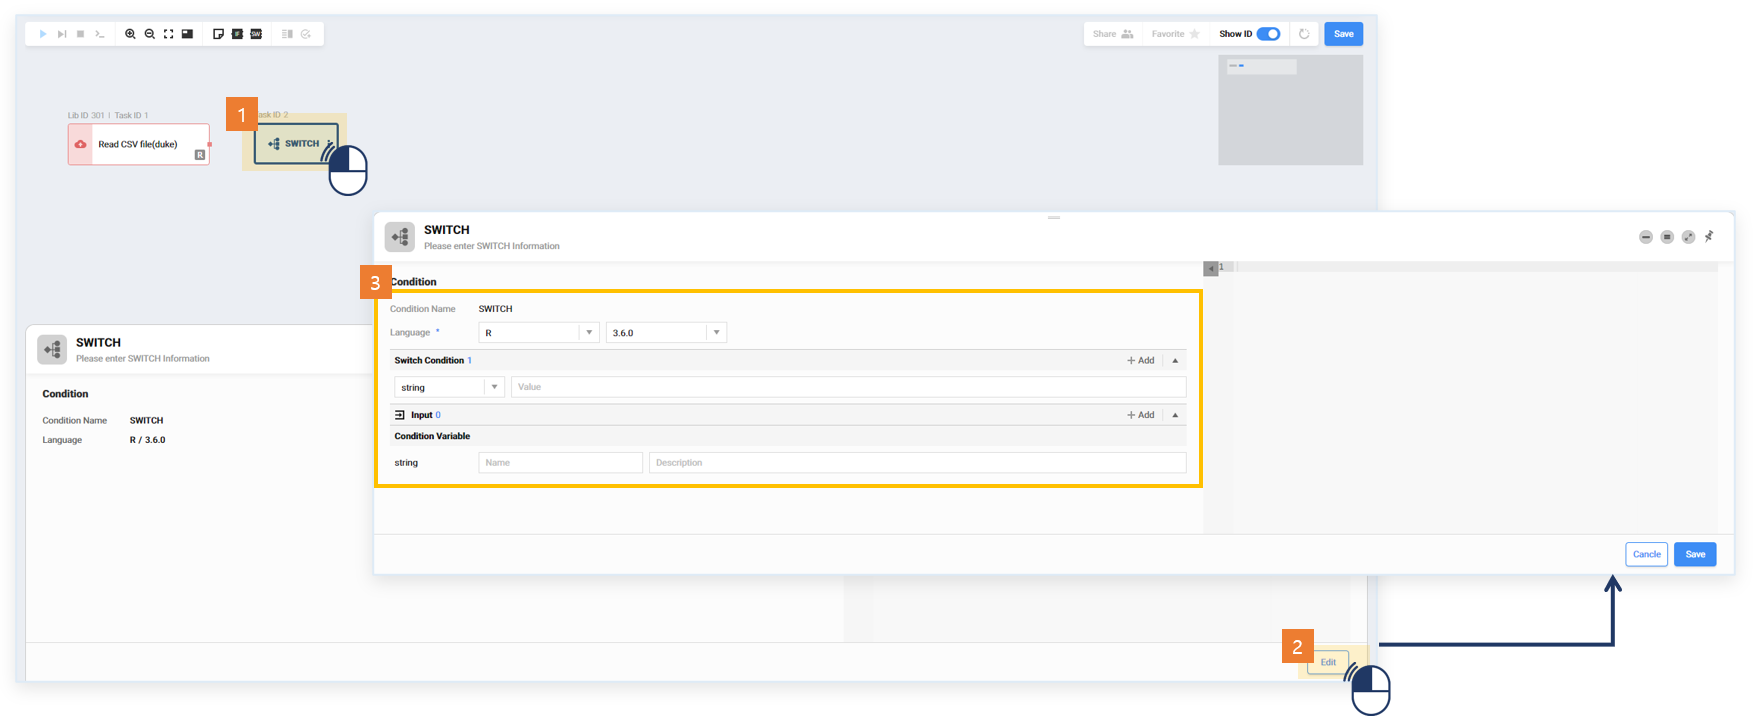 IF SW
Share Favorite Show ID Save
1
Lib ID 301 | Task ID 1
Task ID 2
Read CSV file(duke)
R
SWITCH
SWITCH
Please enter SWITCH Information
3
Condition
1
Condition Name SWITCH
Language * R 3.6.0
Switch Condition 1 + Add
string Value
Input 0 + Add
Condition Variable
string Name Description
Cancle Save
SWITCH
Please enter SWITCH Information
Condition
Condition Name SWITCH
Language R / 3.6.0
2
Edit